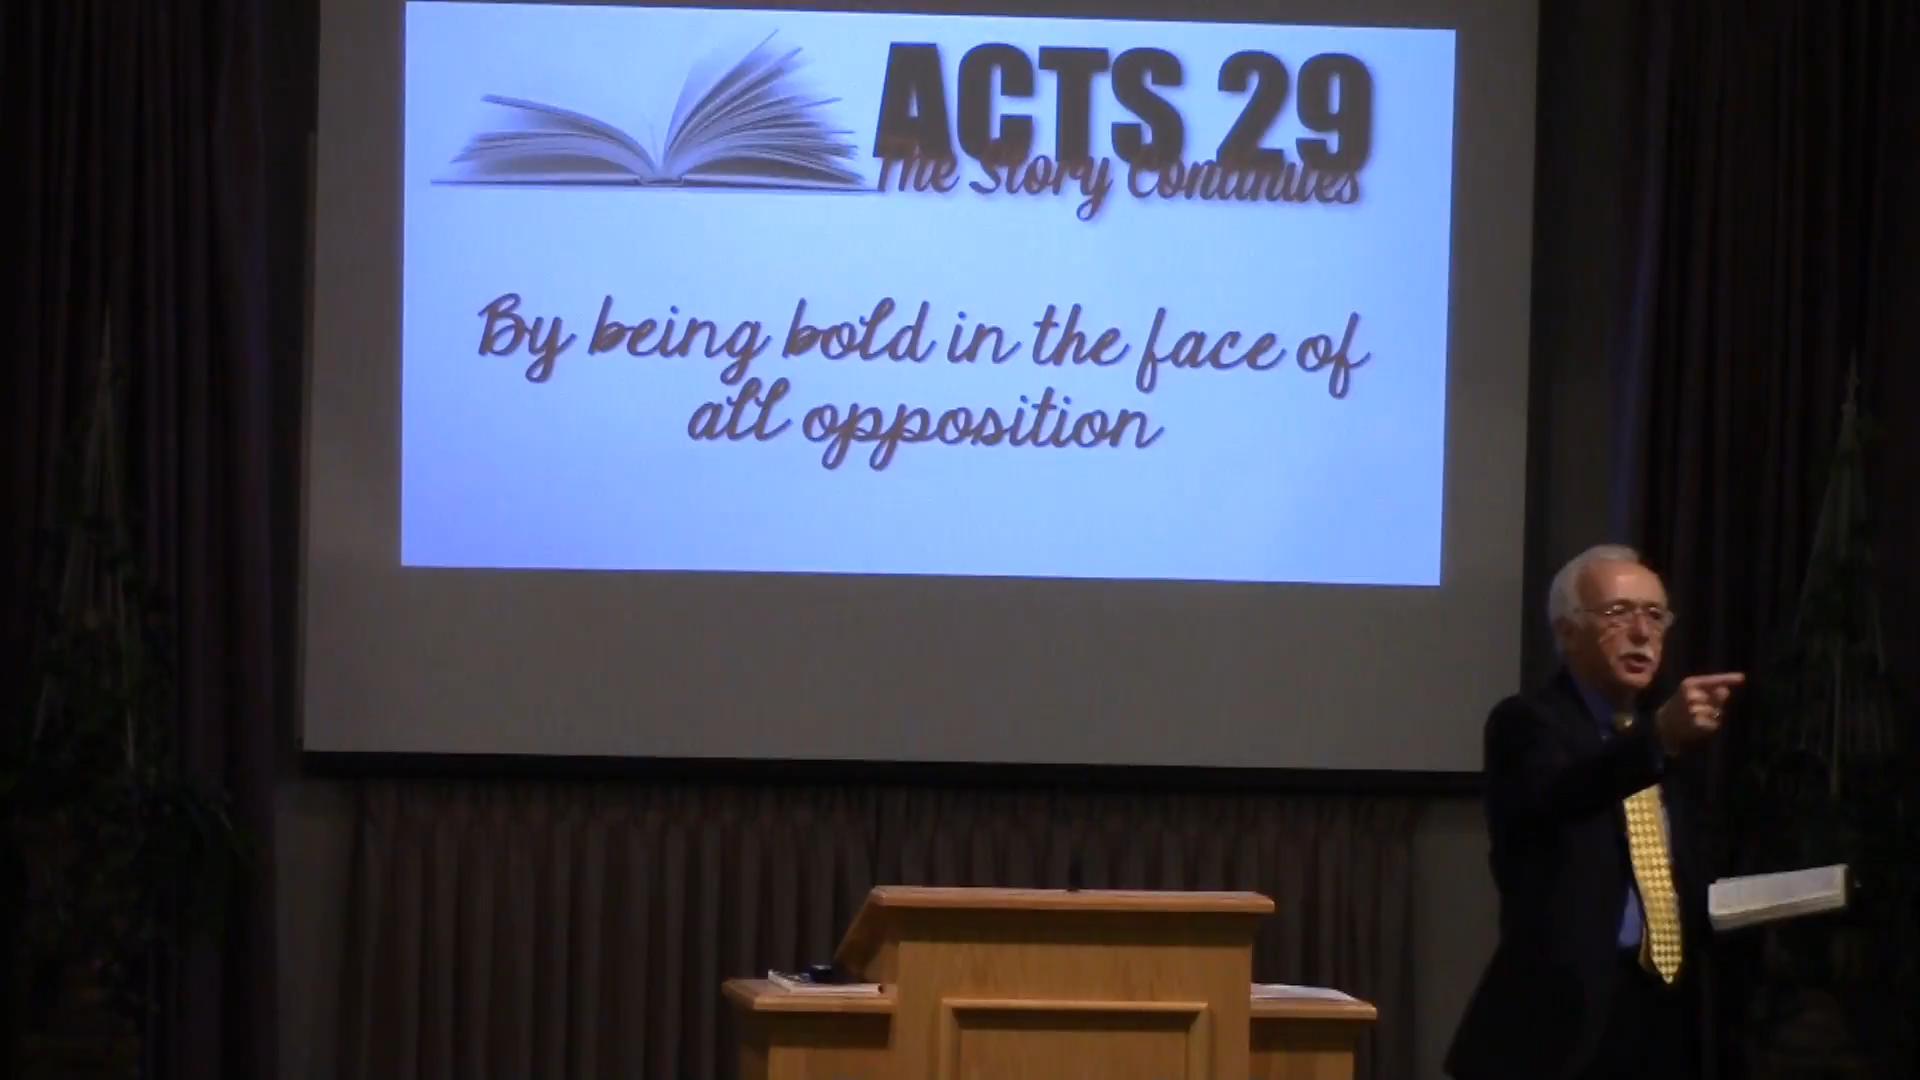 ACTS 29
The Story Continues
By being bold in the face of
all opposition